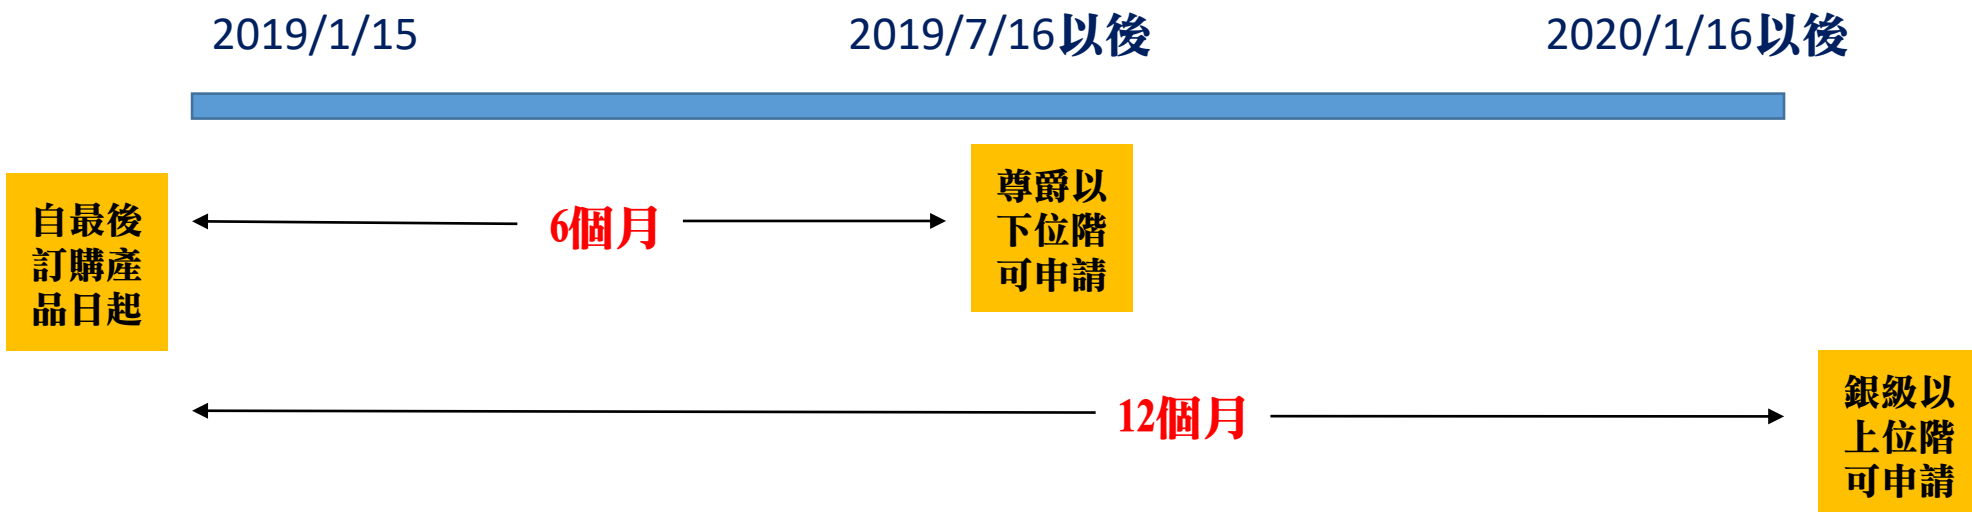 2019/1/15
2019/7/16以後
2020/1/16以後
自最後
訂購產
品日起
6個月
尊爵以
下位階
可申請
12個月
銀級以
上位階
可申請